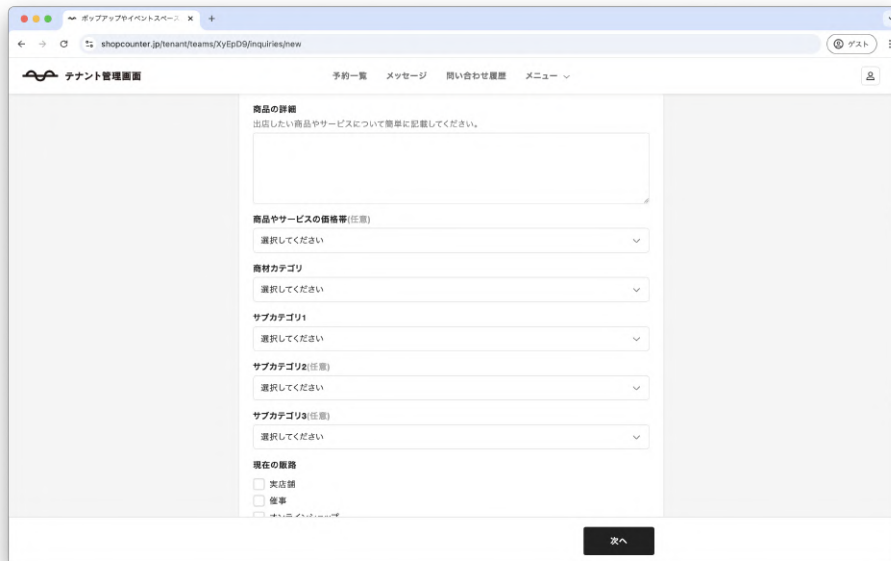 ポップアップやイベントスペース
shopcounter.jp/tenant/teams/XyEpD9/inquiries/new
ゲスト
テナント管理画面
予約一覧 メッセージ 問い合わせ履歴 メニュー
商品の詳細
出店したい商品やサービスについて簡単に記載してください。
商品やサービスの価格帯(任意)
選択してください
商材カテゴリ
選択してください
サブカテゴリ1
選択してください
サブカテゴリ2(任意)
選択してください
サブカテゴリ3(任意)
選択してください
現在の販路
実店舗
催事
オンラインショップ
次へ